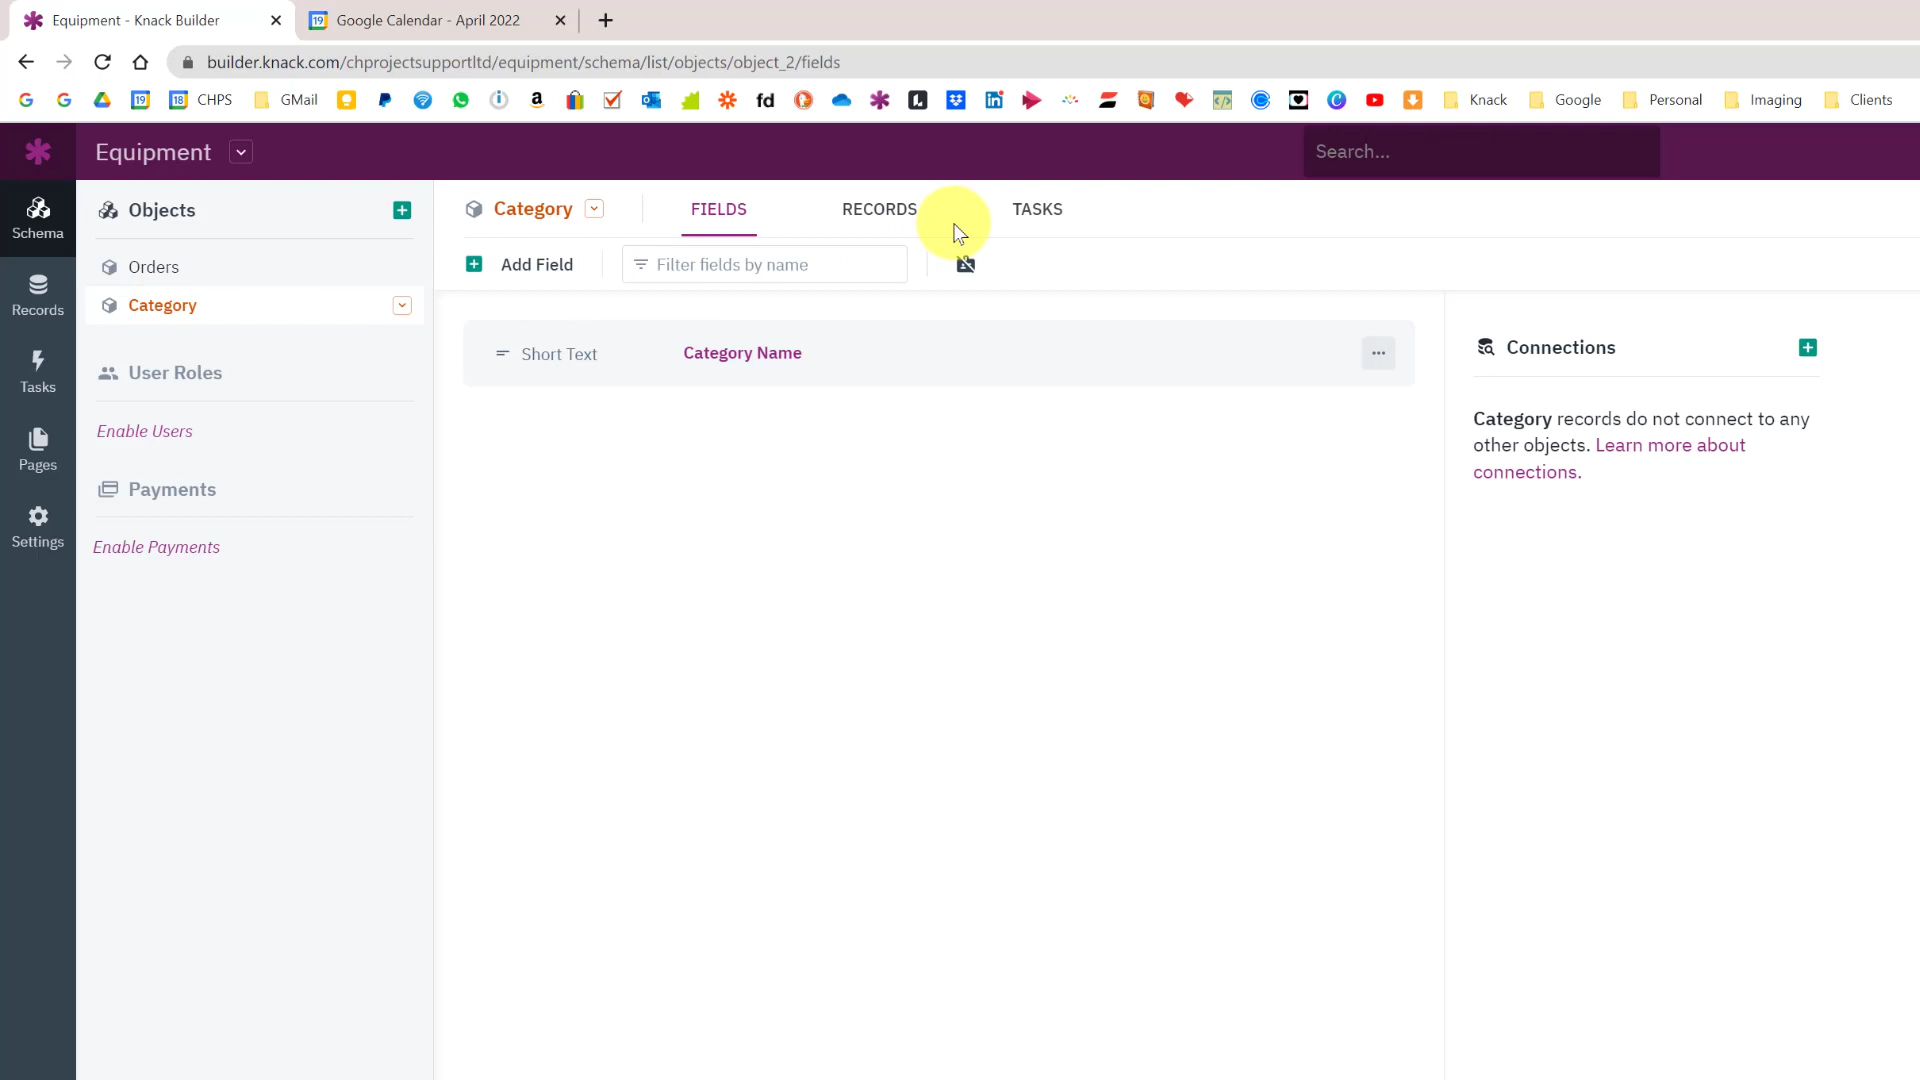 Equipment - Knack Builder
Google Calendar - April 2022
builder.knack.com/chprojectsupportltd/equipment/schema/list/objects/object_2/fields
CHPS
GMail
fd
Knack
Google
Personal
Imaging
Clients
Equipment
Search...
Schema
Records
Tasks
Pages
Settings
Objects
Orders
Category
User Roles
Enable Users
Payments
Enable Payments
Category
FIELDS
RECORDS
TASKS
Add Field
Filter fields by name
Short Text
Category Name
Connections
Category records do not connect to any
other objects. Learn more about
connections.